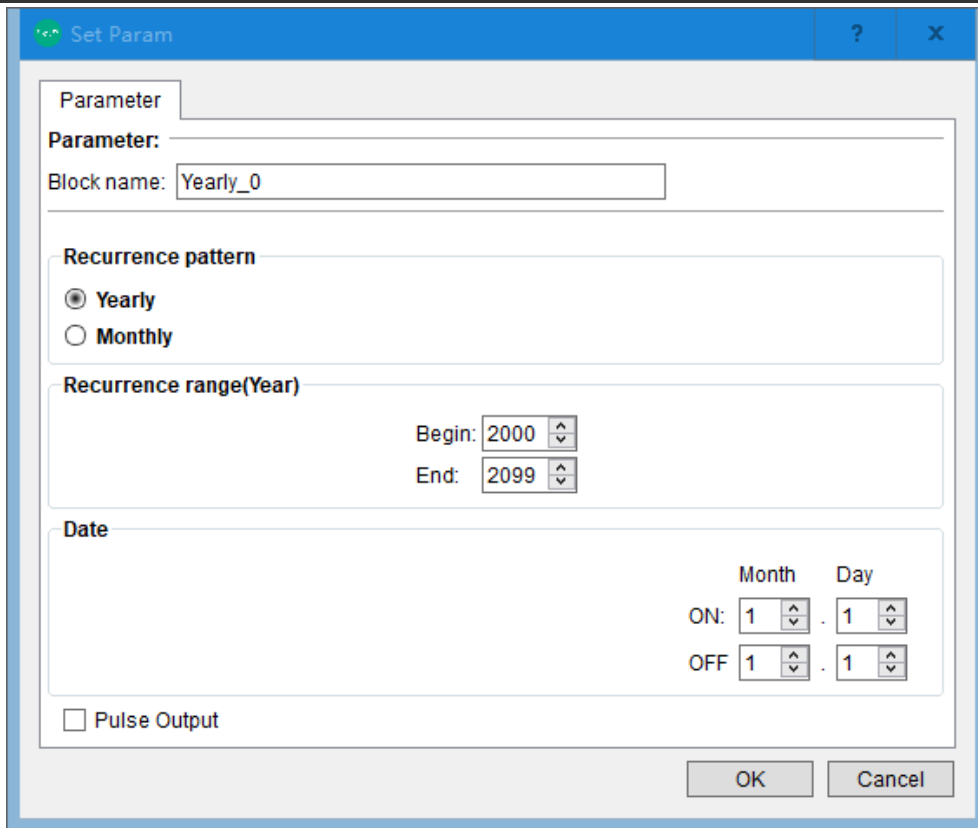 Set Param ? x
Parameter
Parameter:
Block name: Yearly_0
Recurrence pattern
Yearly
Monthly
Recurrence range(Year)
Begin: 2000
End: 2099
Date
Month Day
ON: 1 . 1
OFF 1 . 1
Pulse Output
OK Cancel